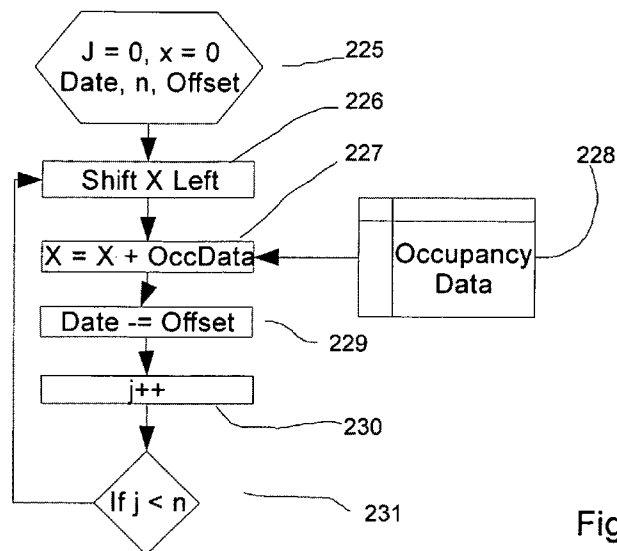 J = 0, x = 0
Date, n, Offset
225
226
Shift X Left
227
X = X + OccData
228
Occupancy
Data
Date -= Offset
229
j++
230
If j < n
231
Fig